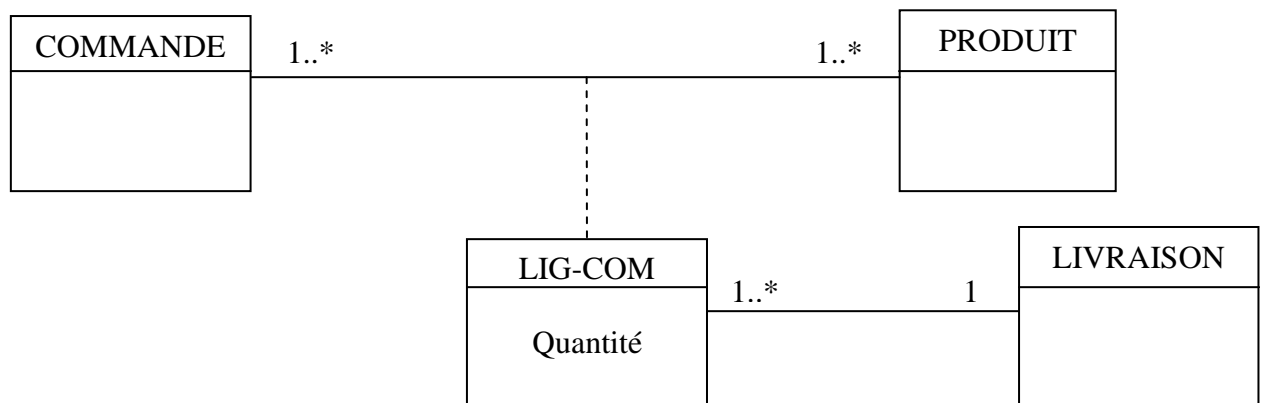 COMMANDE
1..*
1..*
PRODUIT
LIG-COM
Quantité
1..*
1
LIVRAISON